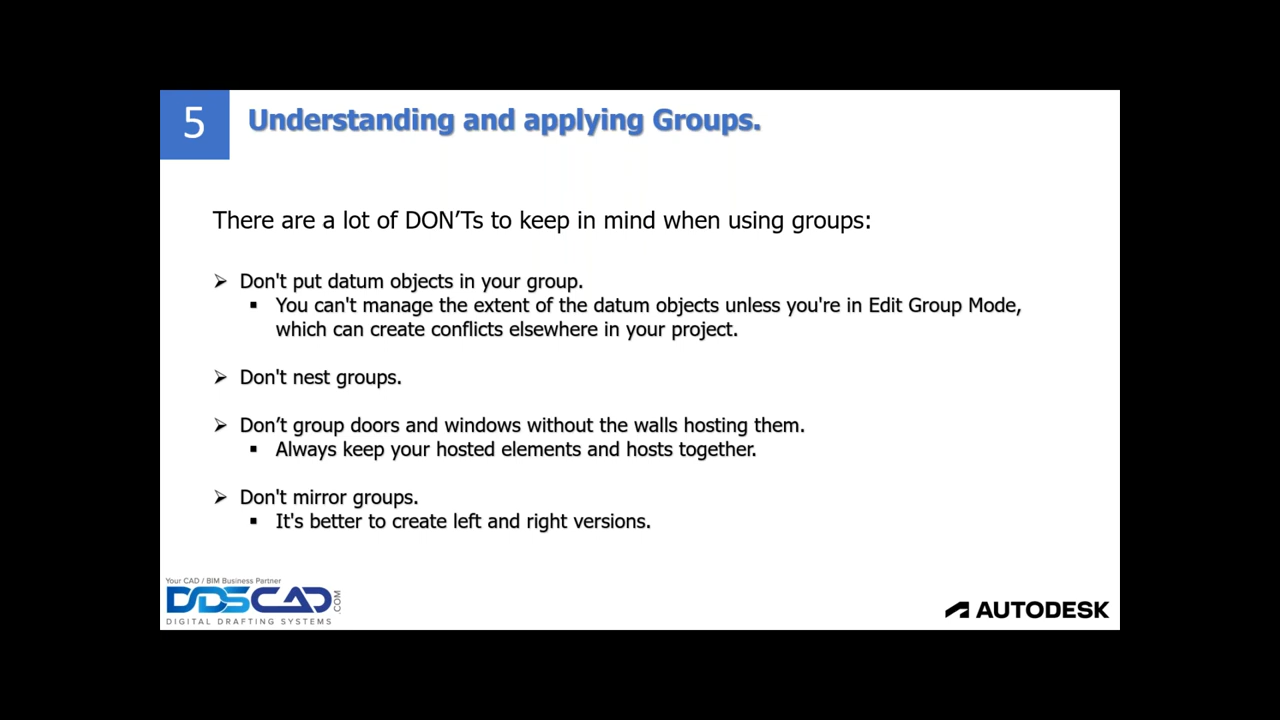 5
Understanding and applying Groups.
There are a lot of DON’Ts to keep in mind when using groups:
➢ Don't put datum objects in your group.
▪ You can't manage the extent of the datum objects unless you're in Edit Group Mode,
which can create conflicts elsewhere in your project.
➢ Don't nest groups.
➢ Don’t group doors and windows without the walls hosting them.
▪ Always keep your hosted elements and hosts together.
➢ Don't mirror groups.
▪ It's better to create left and right versions.
Your CAD / BIM Business Partner
DDSCAD.COM
DIGITAL DRAFTING SYSTEMS
AUTODESK